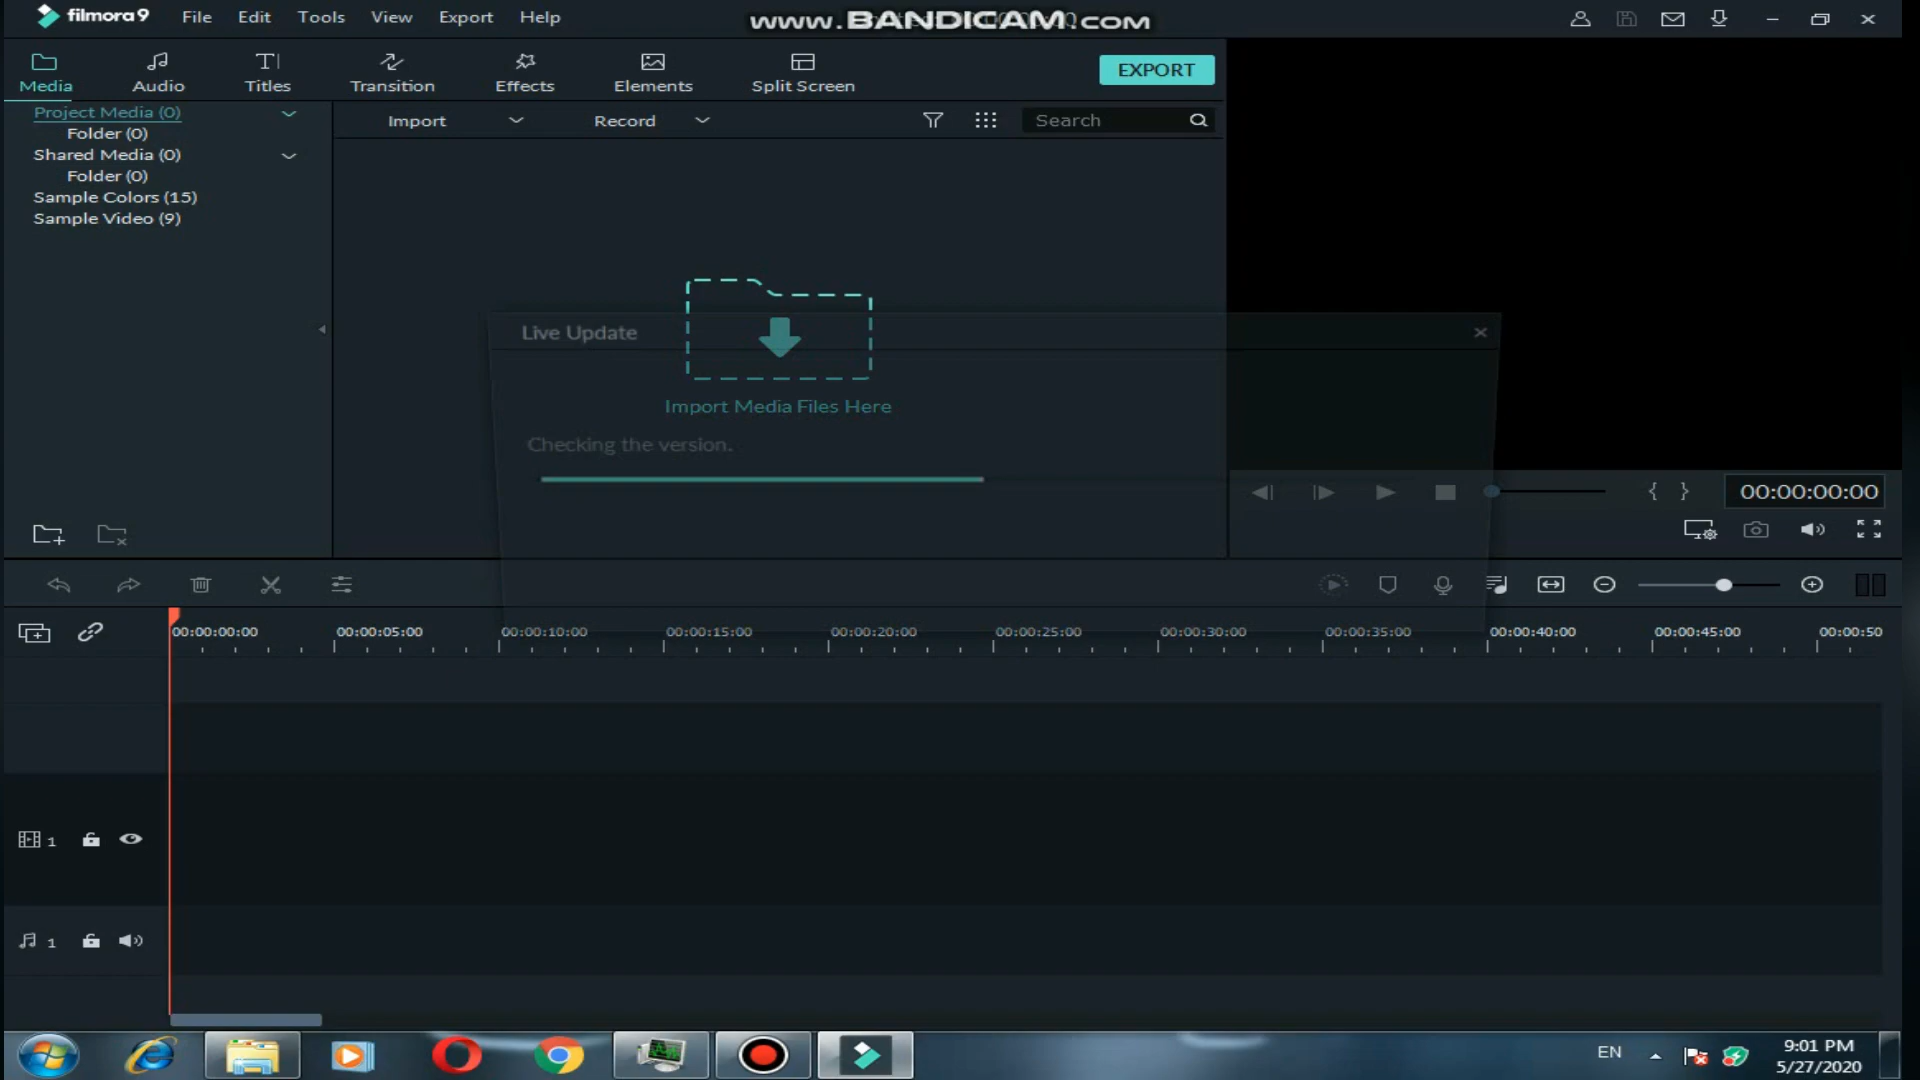 filmora9 File Edit Tools View Export Help
www.BANDICAM.com
Media Audio Titles Transition Effects Elements Split Screen EXPORT
Project Media (0)
Folder (0)
Shared Media (0)
Folder (0)
Sample Colors (15)
Sample Video (9)
Import Record Search
Live Update
Import Media Files Here
Checking the version.
00:00:00:00
00:00:00:00 00:00:05:00 00:00:10:00 00:00:15:00 00:00:20:00 00:00:25:00 00:00:30:00 00:00:35:00 00:00:40:00 00:00:45:00 00:00:50
1
1
EN
9:01 PM
5/27/2020